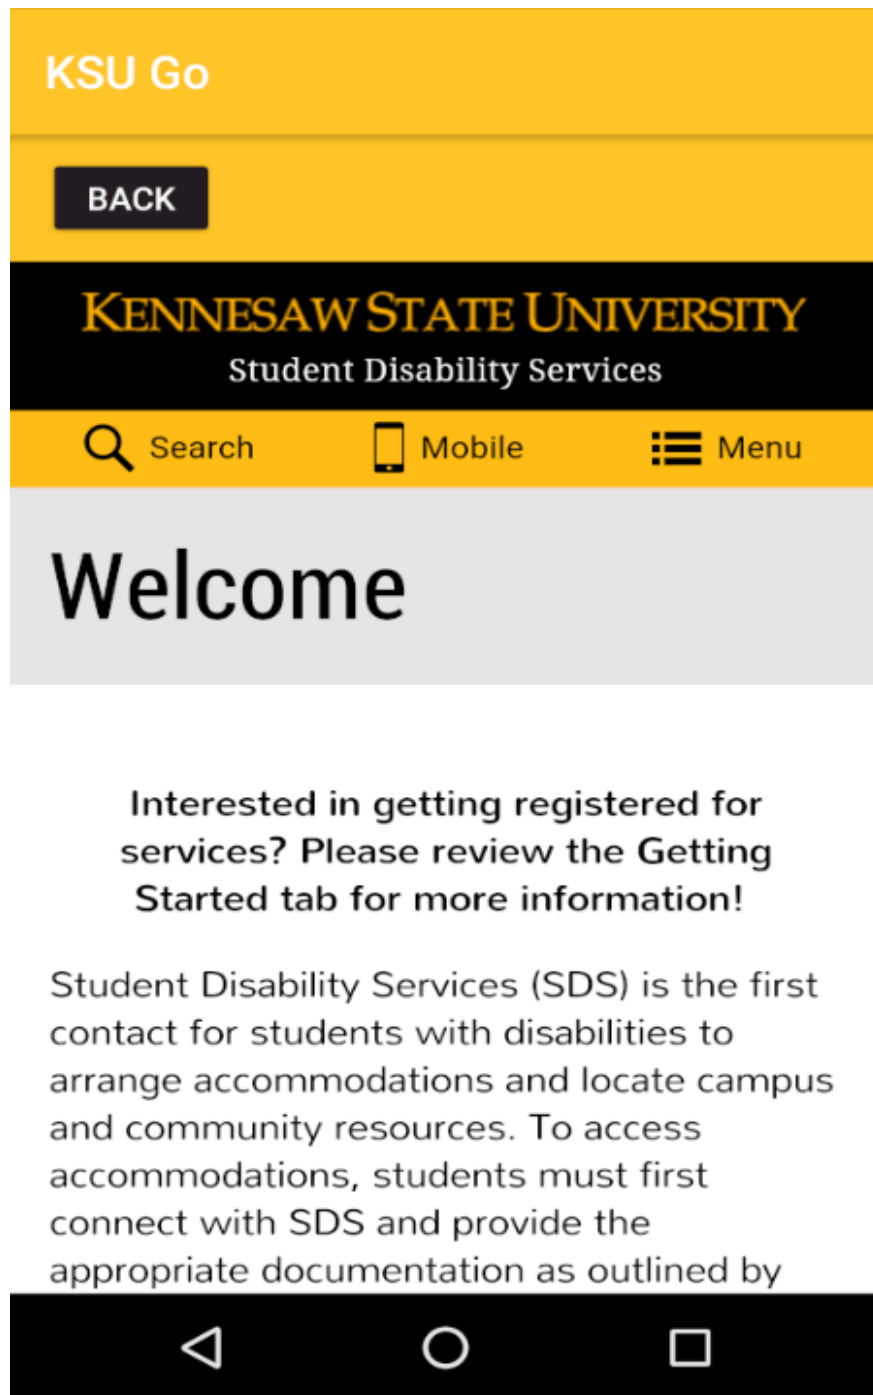 KSU Go
BACK
KENNESAW STATE UNIVERSITY
Student Disability Services
Search Mobile Menu
Welcome
Interested in getting registered for
services? Please review the Getting
Started tab for more information!
Student Disability Services (SDS) is the first
contact for students with disabilities to
arrange accommodations and locate campus
and community resources. To access
accommodations, students must first
connect with SDS and provide the
appropriate documentation as outlined by